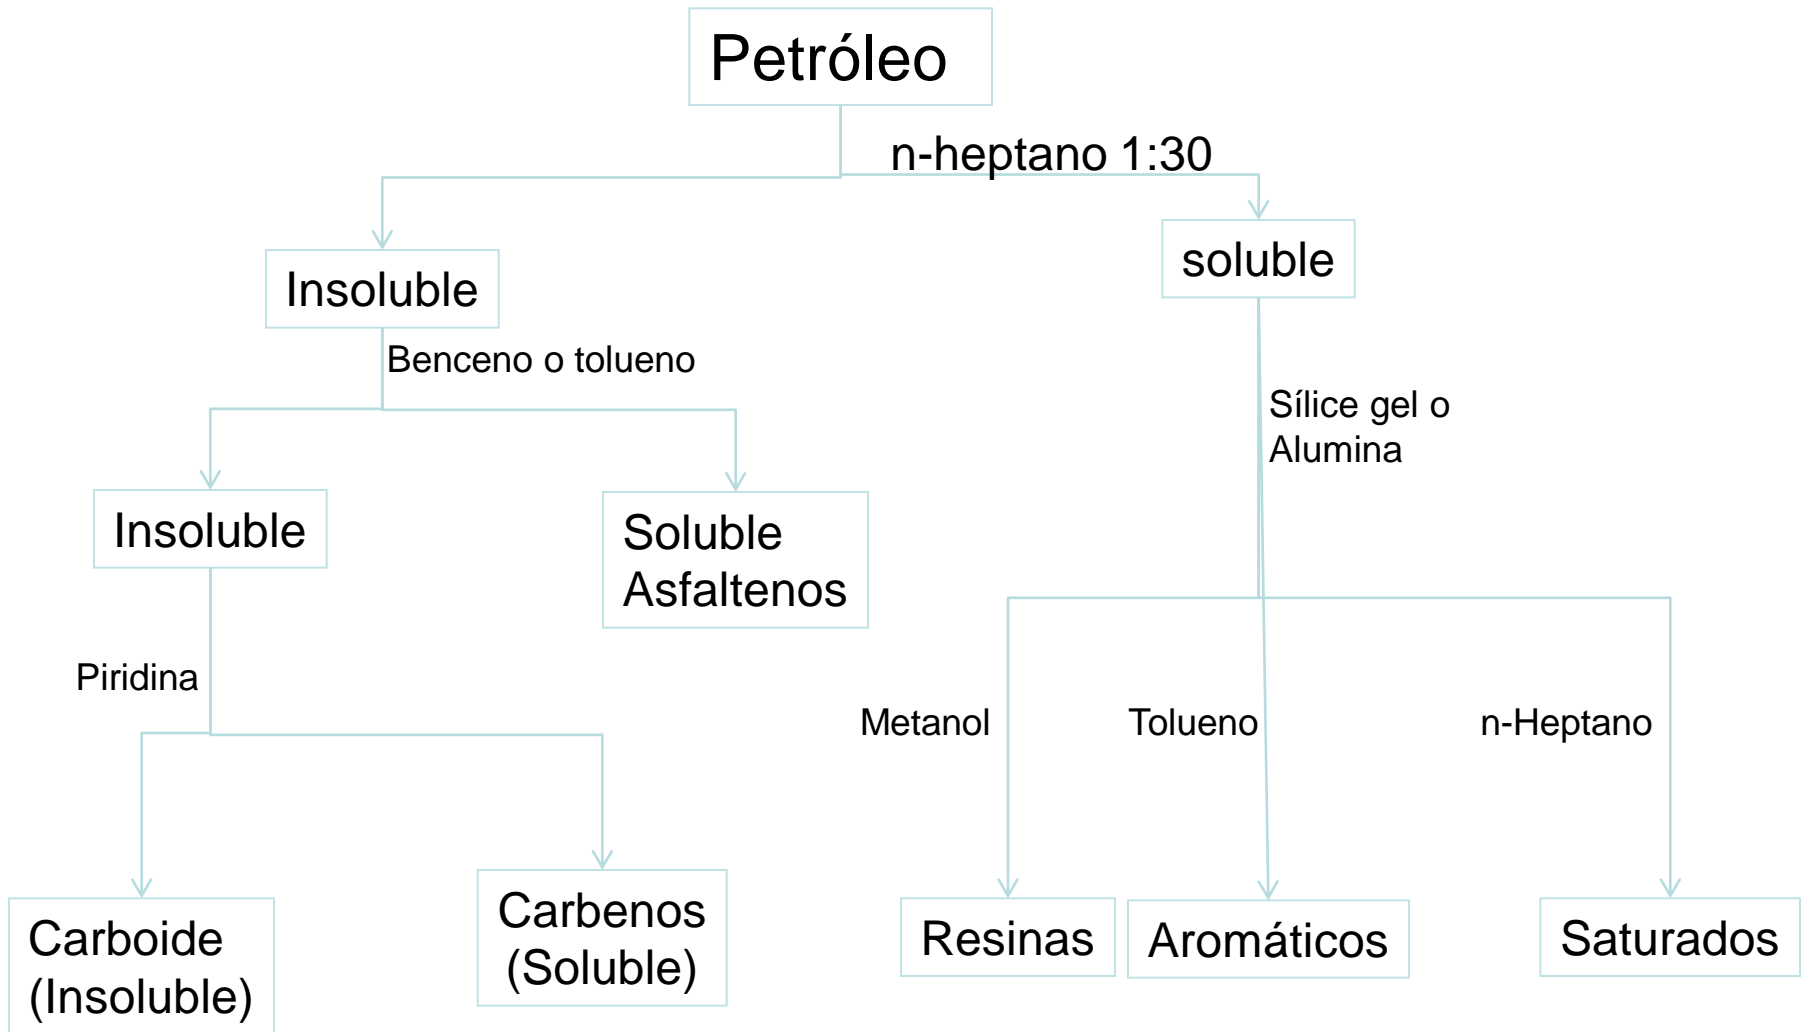 Petróleo
n-heptano 1:30
Insoluble
soluble
Benceno o tolueno
Sílice gel o
Alumina
Insoluble
Soluble
Asfaltenos
Piridina
Metanol
Tolueno
n-Heptano
Carboide
(Insoluble)
Carbenos
(Soluble)
Resinas
Aromáticos
Saturados